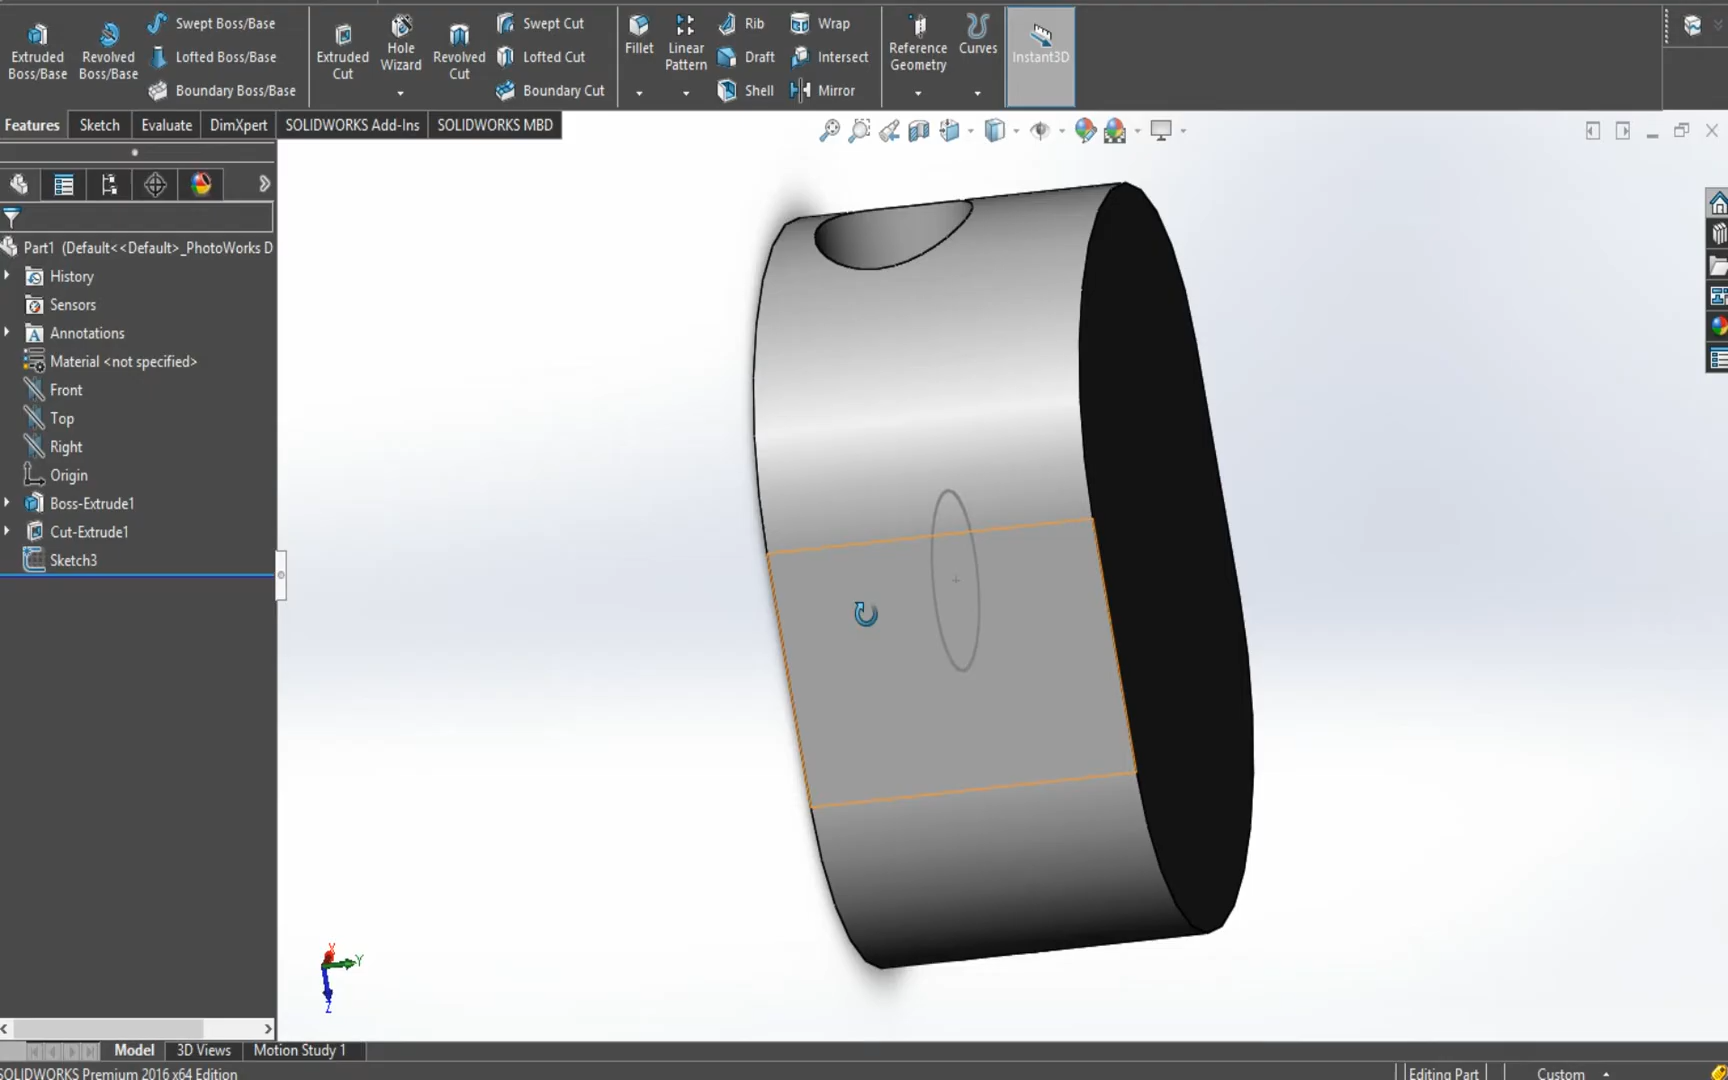 Extruded Boss/Base
Revolved Boss/Base
Swept Boss/Base
Lofted Boss/Base
Boundary Boss/Base
Extruded Cut
Hole Wizard
Revolved Cut
Swept Cut
Lofted Cut
Boundary Cut
Fillet
Linear Pattern
Rib
Draft
Shell
Wrap
Intersect
Mirror
Reference Geometry
Curves
Instant3D
Features
Sketch
Evaluate
DimXpert
SOLIDWORKS Add-Ins
SOLIDWORKS MBD
Part1 (Default<<Default>_PhotoWorks D
History
Sensors
A
Annotations
Material <not specified>
Front
Top
Right
Origin
Boss-Extrude1
Cut-Extrude1
Sketch3
X
Y
Z
Model
3D Views
Motion Study 1
SOLIDWORKS Premium 2016 x64 Edition
Editing Part
Custom